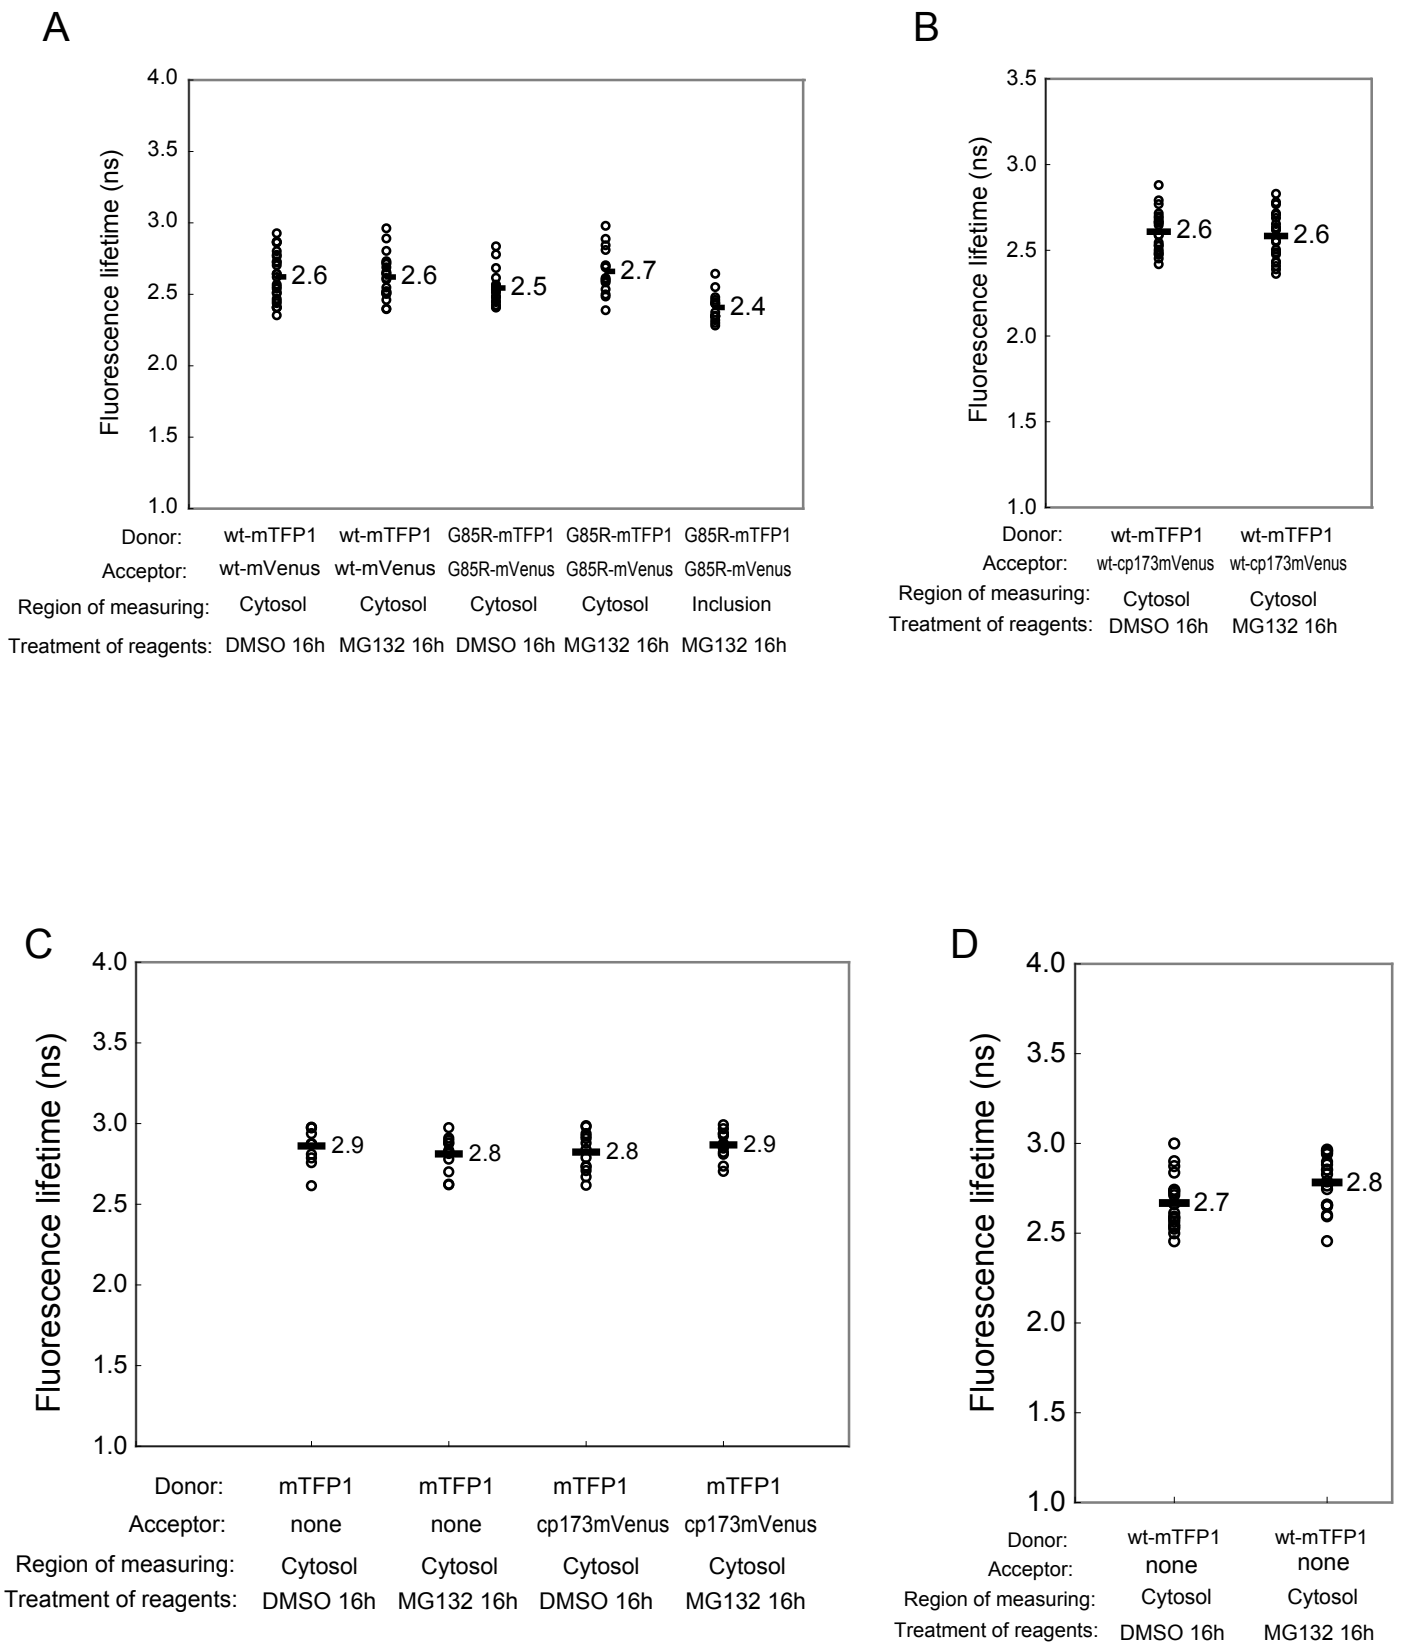 A
4.0
3.5
3.0
2.5
2.0
1.5
1.0
Fluorescence lifetime (ns)
2.6 2.6 2.5 2.7 2.4
Donor: wt-mTFP1 wt-mTFP1 G85R-mTFP1 G85R-mTFP1 G85R-mTFP1
Acceptor: wt-mVenus wt-mVenus G85R-mVenus G85R-mVenus G85R-mVenus
Region of measuring: Cytosol Cytosol Cytosol Cytosol Inclusion
Treatment of reagents: DMSO 16h MG132 16h DMSO 16h MG132 16h MG132 16h
B
3.5
3.0
2.5
2.0
1.5
1.0
Fluorescence lifetime (ns)
2.6 2.6
Donor: wt-mTFP1 wt-mTFP1
Acceptor: wt-cp173mVenus wt-cp173mVenus
Region of measuring: Cytosol Cytosol
Treatment of reagents: DMSO 16h MG132 16h
C
4.0
3.5
3.0
2.5
2.0
1.5
1.0
Fluorescence lifetime (ns)
2.9 2.8 2.8 2.9
Donor: mTFP1 mTFP1 mTFP1 mTFP1
Acceptor: none none cp173mVenus cp173mVenus
Region of measuring: Cytosol Cytosol Cytosol Cytosol
Treatment of reagents: DMSO 16h MG132 16h DMSO 16h MG132 16h
D
4.0
3.5
3.0
2.5
2.0
1.5
1.0
Fluorescence lifetime (ns)
2.7 2.8
Donor: wt-mTFP1 wt-mTFP1
Acceptor: none none
Region of measuring: Cytosol Cytosol
Treatment of reagents: DMSO 16h MG132 16h